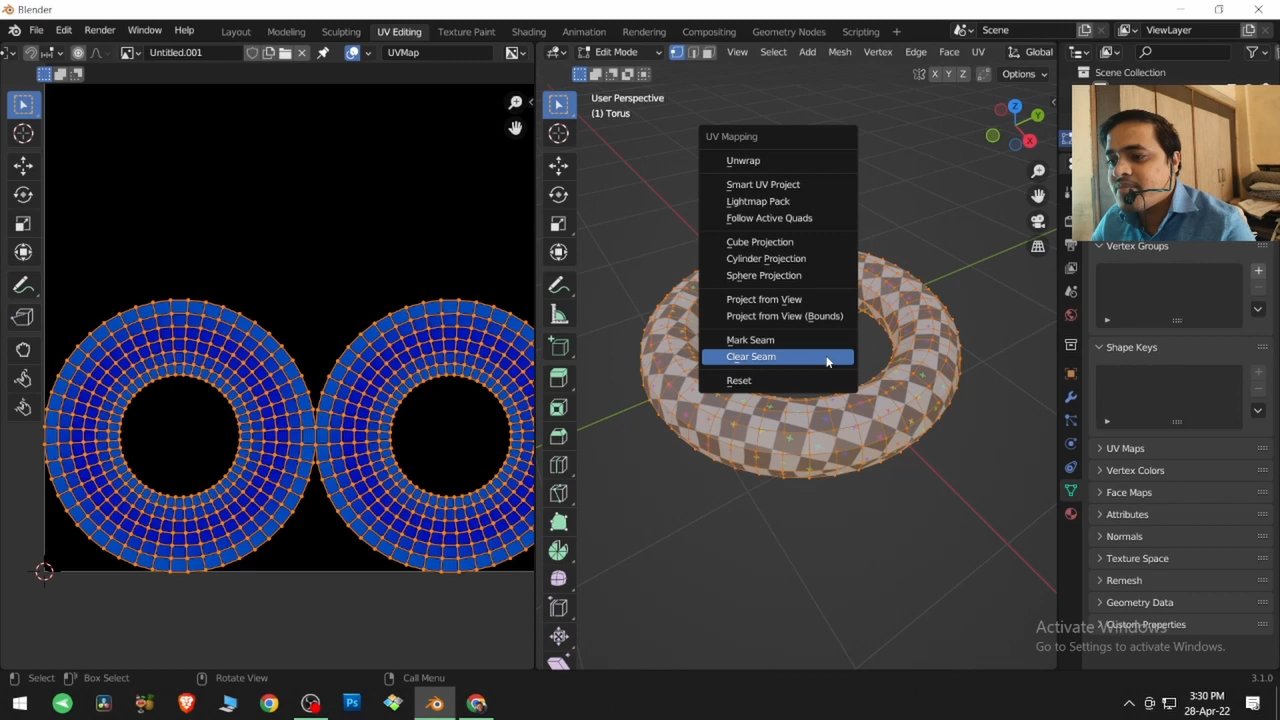 Blender
File Edit Render Window Help
Layout Modeling Sculpting UV Editing Texture Paint Shading Animation Rendering Compositing Geometry Nodes Scripting +
Scene
ViewLayer
Untitled.001
UVMap
Edit Mode
View Select Add Mesh Vertex Edge Face UV
Global
X Y Z
Options
Scene Collection
User Perspective
(1) Torus
Z
Y
X
UV Mapping
Unwrap
Smart UV Project
Lightmap Pack
Follow Active Quads
Cube Projection
Cylinder Projection
Sphere Projection
Project from View
Project from View (Bounds)
Mark Seam
Clear Seam
Reset
Vertex Groups
Shape Keys
UV Maps
Vertex Colors
Face Maps
Attributes
Normals
Texture Space
Remesh
Geometry Data
Custom Properties
Activate Windows
Go to Settings to activate Windows.
Select Box Select Rotate View Call Menu
3.1.0
Ps
3:30 PM
28-Apr-22